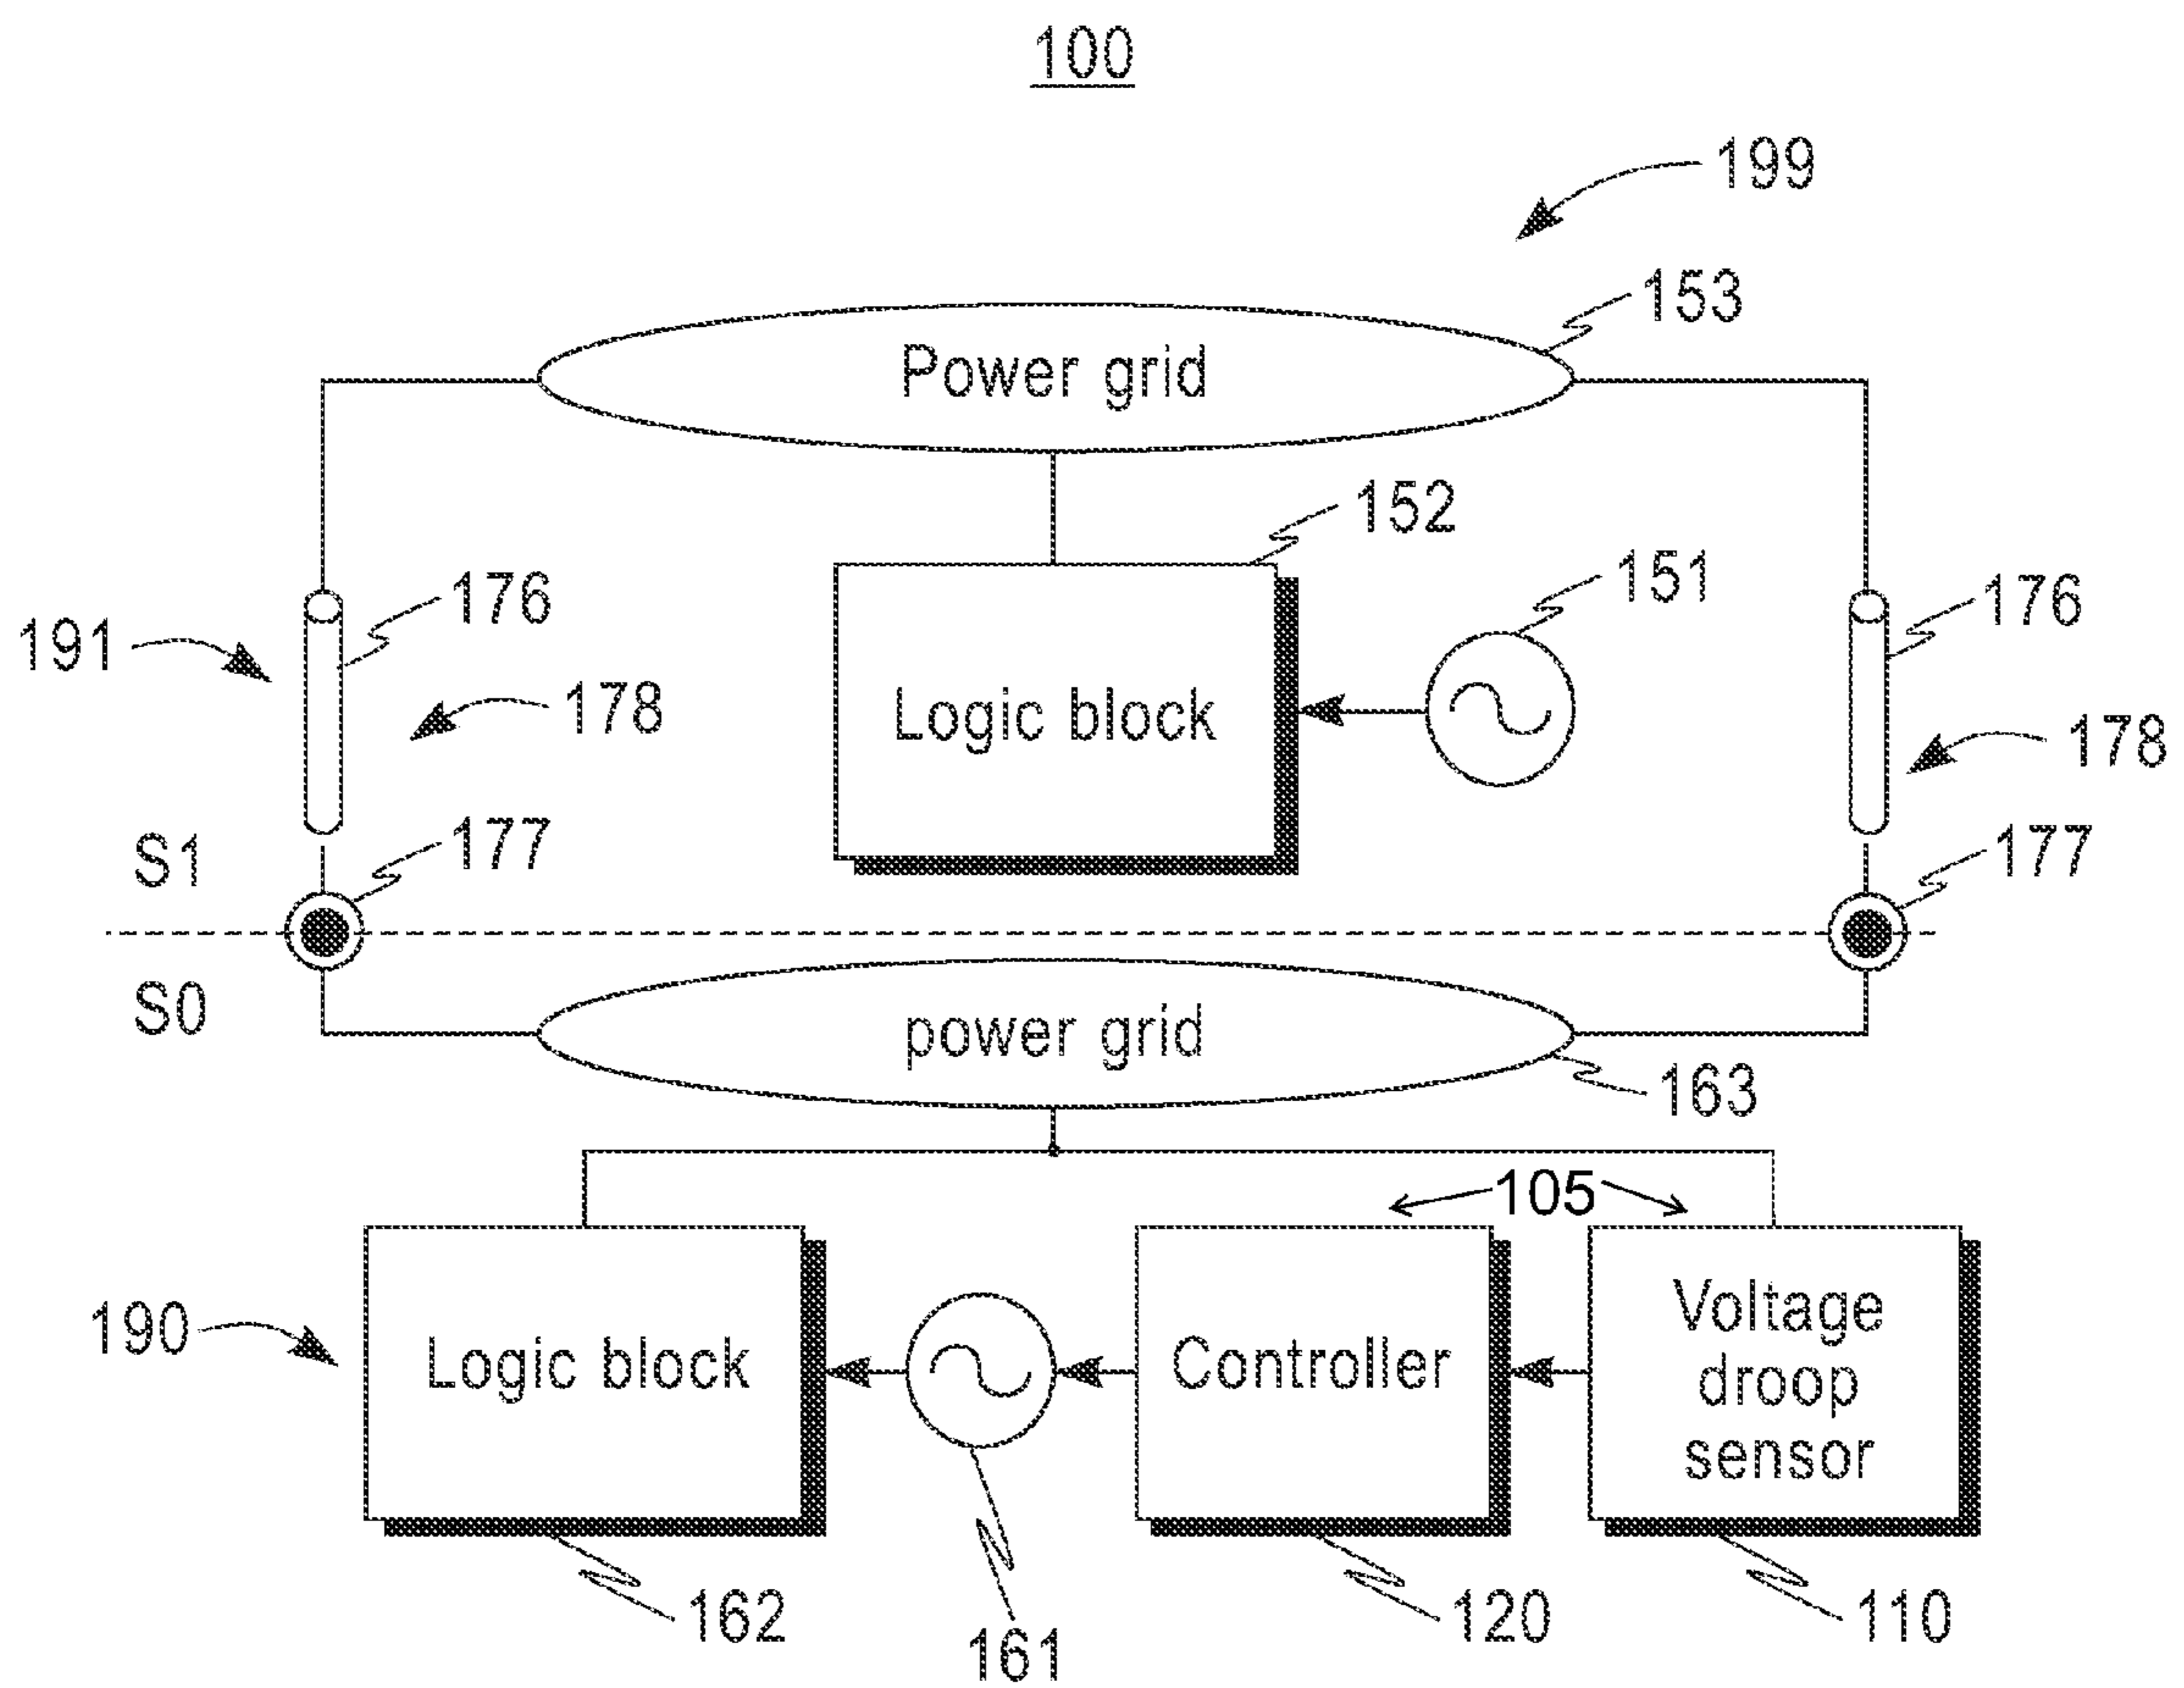 100
199
153
Power grid
152
151
176
176
191
178
Logic block
178
177
177
S1
S0
power grid
163
105
190
Logic block
Controller
Voltage
droop
sensor
162
161
120
110